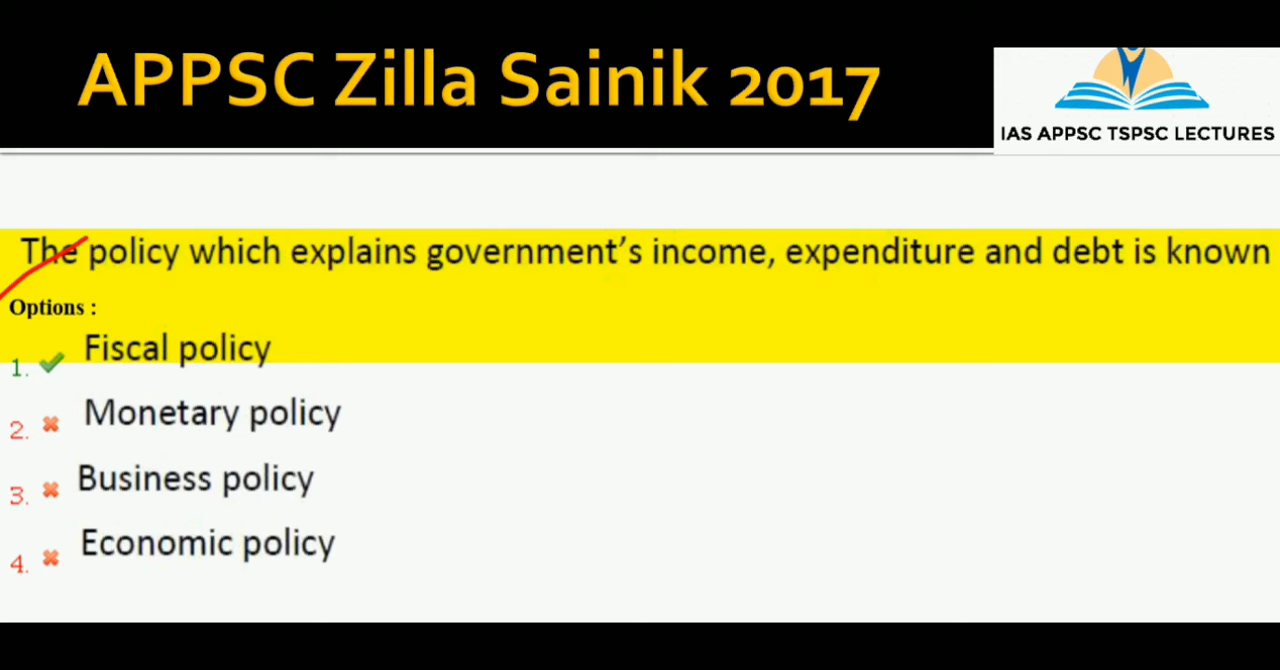 APPSC Zilla Sainik 2017
IAS APPSC TSPSC LECTURES
The policy which explains government's income, expenditure and debt is known
Options :
1. Fiscal policy
2. Monetary policy
3. Business policy
4. Economic policy